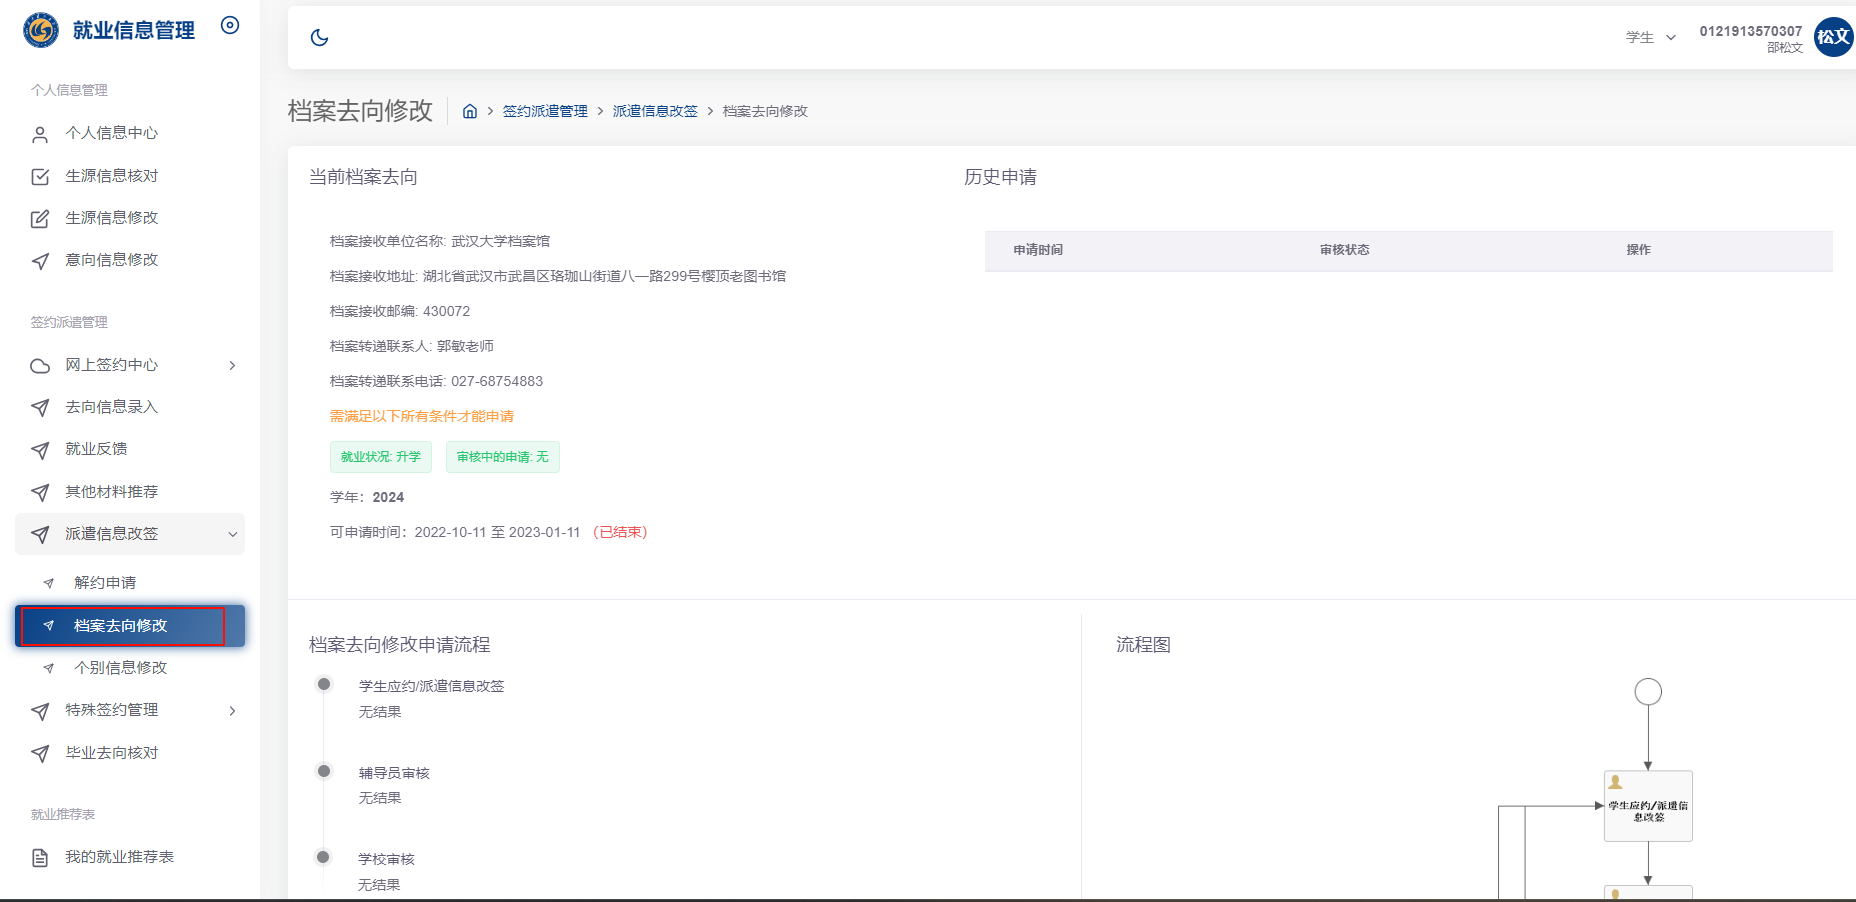 就业信息管理
个人信息管理
个人信息中心
生源信息核对
生源信息修改
意向信息修改
签约派遣管理
网上签约中心
去向信息录入
就业反馈
其他材料推荐
派遣信息改签
解约申请
档案去向修改
个别信息修改
特殊签约管理
毕业去向核对
就业推荐表
我的就业推荐表
学生
0121913570307
邵松文
松文
档案去向修改
签约派遣管理
派遣信息改签
档案去向修改
当前档案去向
档案接收单位名称: 武汉大学档案馆
档案接收地址: 湖北省武汉市武昌区珞珈山街道八一路299号樱顶老图书馆
档案接收邮编: 430072
档案转递联系人: 郭敏老师
档案转递联系电话: 027-68754883
需满足以下所有条件才能申请
就业状况: 升学
审核中的申请: 无
学年：2024
可申请时间：2022-10-11 至 2023-01-11 （已结束）
历史申请
申请时间 审核状态 操作
档案去向修改申请流程
学生应约/派遣信息改签
无结果
辅导员审核
无结果
学校审核
无结果
流程图
学生应约/派遣信
息改签